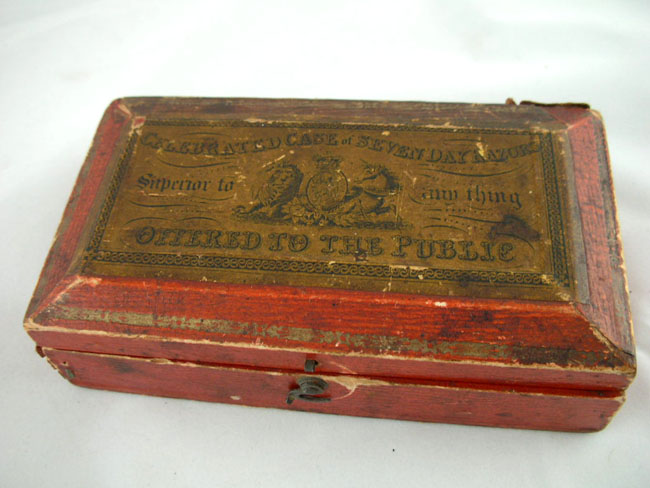 CELEBRATED CASE of SEVEN DAY RAZORS
Superior to any thing
OFFERED TO THE PUBLIC